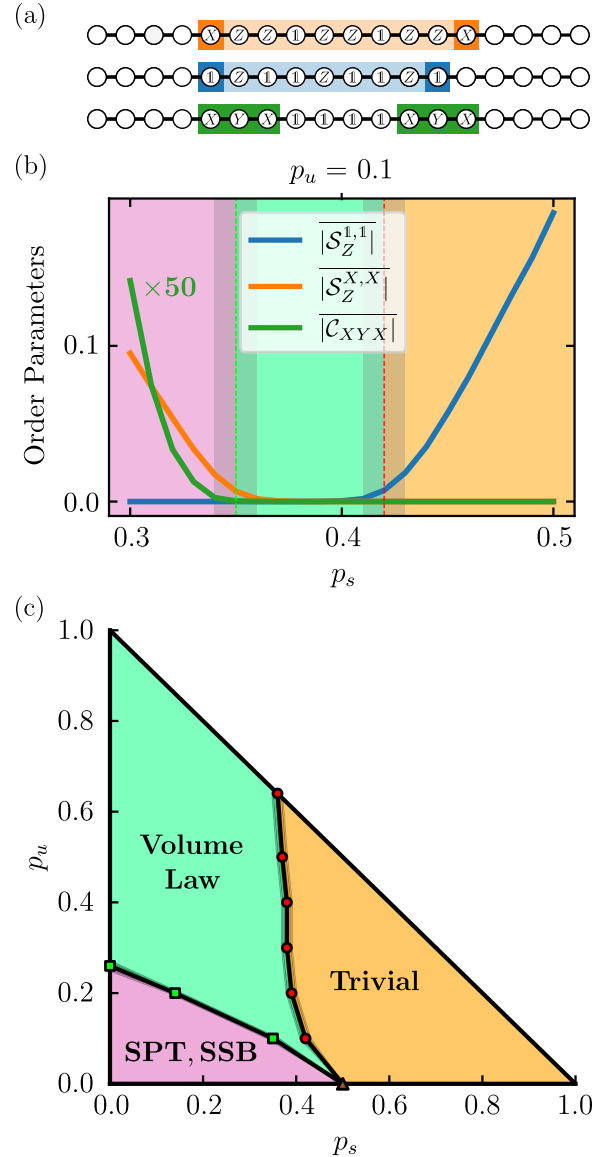 (a)
X Z Z 𝟙 Z Z 𝟙 Z Z X
𝟙 Z 𝟙 𝟙 Z 𝟙 𝟙 Z 𝟙
X Y X 𝟙 𝟙 𝟙 𝟙 X Y X
(b)
p_u = 0.1
|S_Z^{𝟙,𝟙}|
|S_Z^{X,X}|
|C_{XYX}|
×50
Order Parameters
0.1
0.0
0.3 0.4 0.5
p_s
(c)
1.0
0.8
0.6
0.4
0.2
0.0
p_u
Volume
Law
Trivial
SPT, SSB
0.0 0.2 0.4 0.6 0.8 1.0
p_s